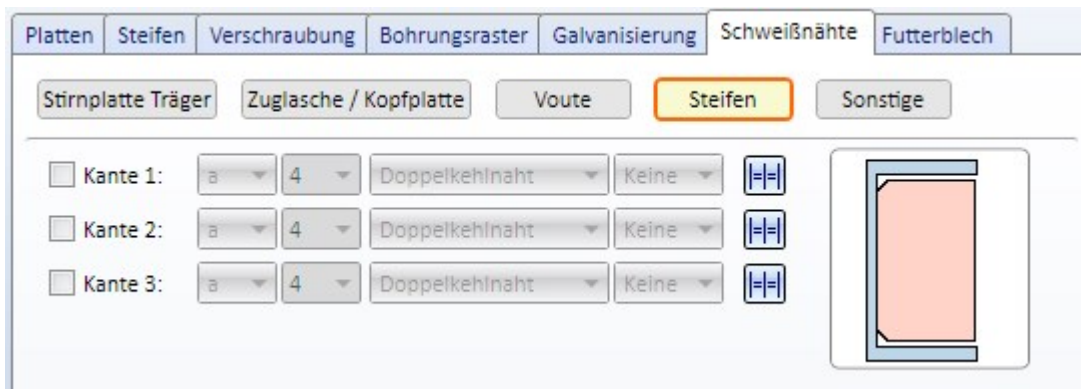 Platten Steifen Verschraubung Bohrungsraster Galvanisierung Schweißnähte Futterblech
Stirnplatte Träger Zuglasche / Kopfplatte Voute Steifen Sonstige
Kante 1: a 4 Doppelkehlnaht Keine
Kante 2: a 4 Doppelkehlnaht Keine
Kante 3: a 4 Doppelkehlnaht Keine